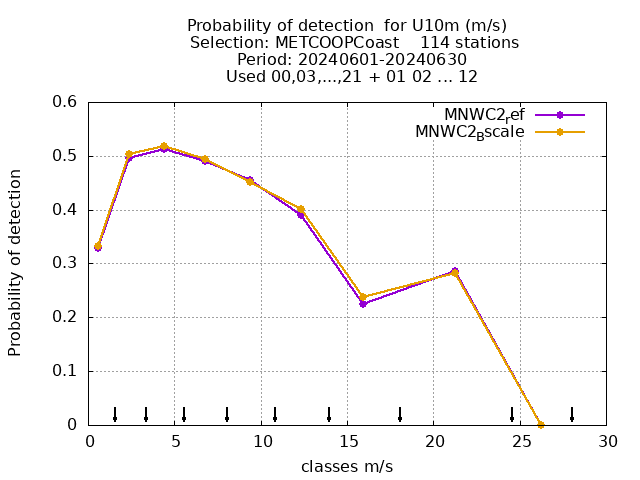 Probability of detection  for U10m (m/s)
Selection: METCOOPCoast    114 stations
Period: 20240601-20240630
Used 00,03,...,21 + 01 02 ... 12
MNWC2ref
MNWC2Bscale
Probability of detection
0.6
0.5
0.4
0.3
0.2
0.1
0
0 5 10 15 20 25 30
classes m/s